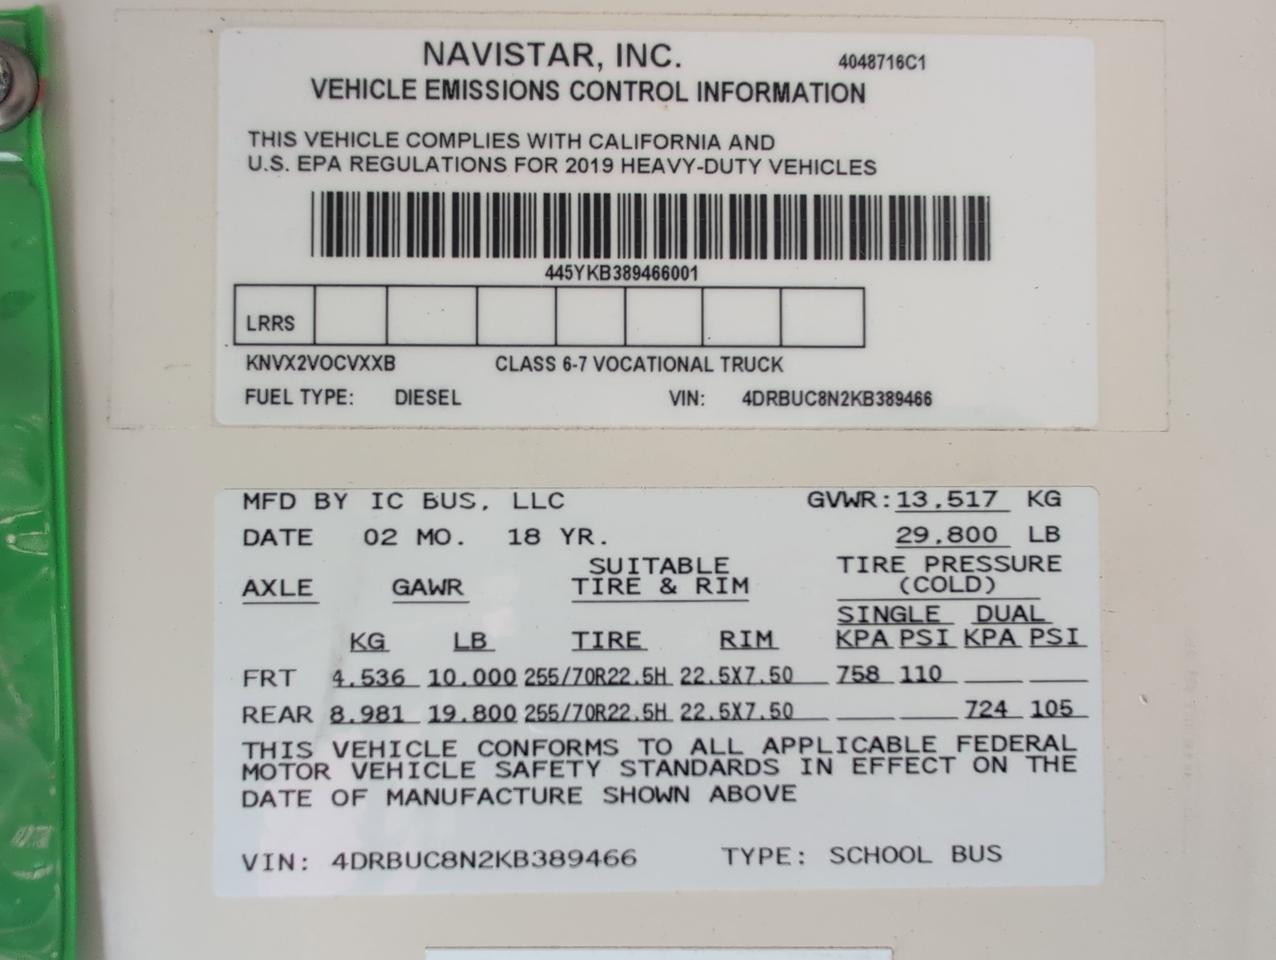 NAVISTAR, INC. 4048716C1
VEHICLE EMISSIONS CONTROL INFORMATION
THIS VEHICLE COMPLIES WITH CALIFORNIA AND
U.S. EPA REGULATIONS FOR 2019 HEAVY-DUTY VEHICLES
445YKB389466001
LRRS
KNVX2VOCVXXB CLASS 6-7 VOCATIONAL TRUCK
FUEL TYPE: DIESEL VIN: 4DRBUC8N2KB389466
MFD BY IC BUS, LLC GVWR: 13,517 KG
DATE 02 MO. 18 YR. 29,800 LB
SUITABLE TIRE PRESSURE
AXLE GAWR TIRE & RIM (COLD)
SINGLE DUAL
KG LB TIRE RIM KPA PSI KPA PSI
FRT 4,536 10,000 255/70R22.5H 22.5X7.50 758 110
REAR 8,981 19,800 255/70R22.5H 22.5X7.50 724 105
THIS VEHICLE CONFORMS TO ALL APPLICABLE FEDERAL
MOTOR VEHICLE SAFETY STANDARDS IN EFFECT ON THE
DATE OF MANUFACTURE SHOWN ABOVE
VIN: 4DRBUC8N2KB389466 TYPE: SCHOOL BUS